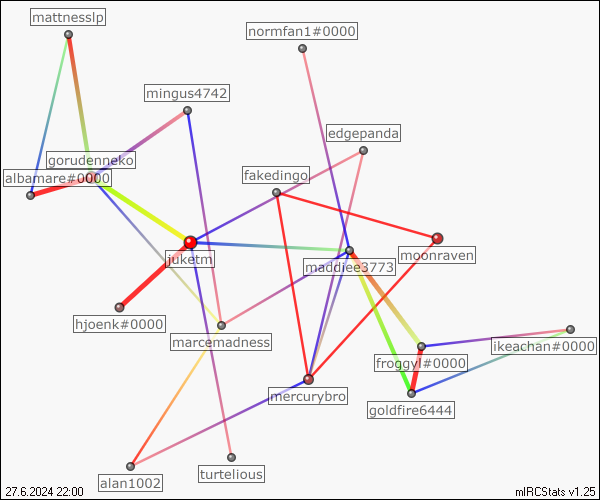 mattnesslp
normfan1#0000
mingus4742
edgepanda
gorudenneko
albamare#0000
fakedingo
moonraven
juketm
maddiee3773
hjoenk#0000
marcemadness
ikeachan#0000
froggyl#0000
mercurybro
goldfire6444
alan1002
turtelious
27.6.2024 22:00
mIRCStats v1.25